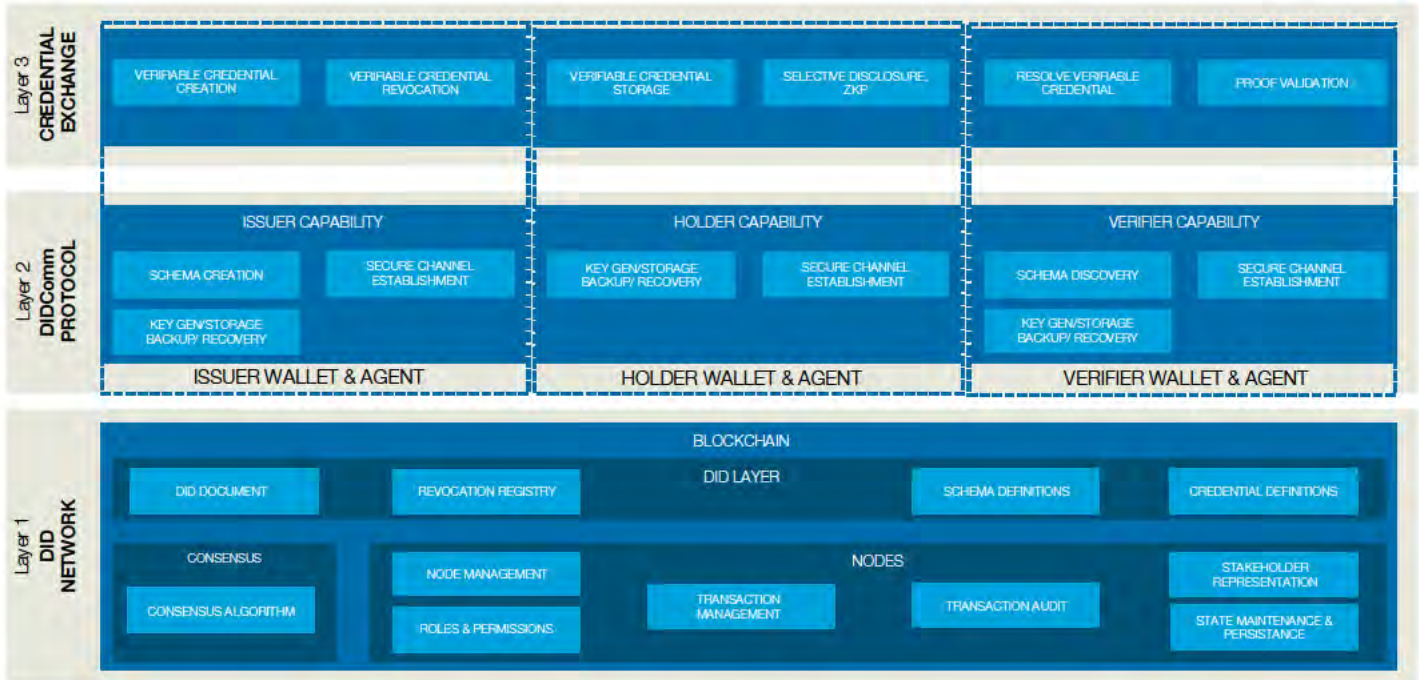 Layer 3
CREDENTIAL
EXCHANGE
VERIFIABLE CREDENTIAL
CREATION
VERIRABLE CREDENTIAL
REVOCATION
VERIFIABLE CREDENTIAL
STORAGE
SELECTIVE DISCLOSURE,
ZKP
RESOLVE VERIFIABLE
CREDENTIAL
PROOF VALIDATION
Layer 2
DIDComm
PROTOCOL
ISSUER CAPABILITY
SCHEMA CREATION
SECURE CHANNEL
ESTABLISHMENT
KEY GEN/STORAGE
BACKUP/ RECOVERY
ISSUER WALLET & AGENT
HOLDER CAPABILITY
KEY GEN/STORAGE
BACKUP/ RECOVERY
SECURE CHANNEL
ESTABLISHMENT
HOLDER WALLET & AGENT
VERIFIER CAPABILITY
SCHEMA DISCOVERY
SECURE CHANNEL
ESTABLISHMENT
KEY GEN/STORAGE
BACKUP/ RECOVERY
VERIFIER WALLET & AGENT
Layer 1
DID
NETWORK
BLOCKCHAIN
DID LAYER
DID DOCUMENT
REVOCATION REGISTRY
SCHEMA DEFINITIONS
CREDENTIAL DEFINITIONS
CONSENSUS
CONSENSUS ALGORITHM
NODES
NODE MANAGEMENT
ROLES & PERMISSIONS
TRANSACTION
MANAGEMENT
TRANSACTION AUDIT
STAKEHOLDER
REPRESENTATION
STATE MAINTENANCE &
PERSISTANCE